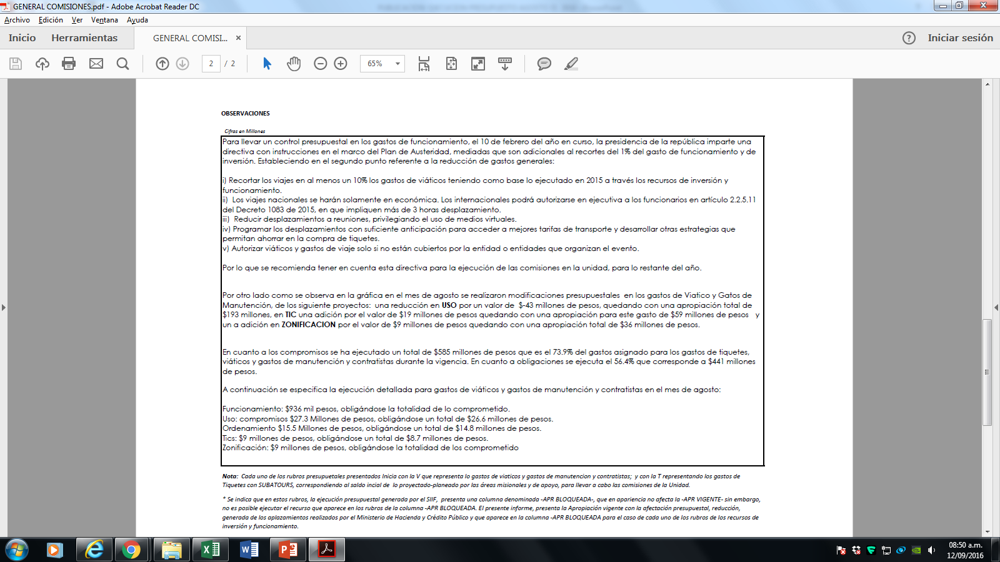 GENERAL COMISIONES.pdf - Adobe Acrobat Reader DC
Archivo Edición Ver Ventana Ayuda
Inicio Herramientas GENERAL COMISI... × ? Iniciar sesión
2 / 2 65%
OBSERVACIONES
Cifras en Millones
Para llevar un control presupuestal en los gastos de funcionamiento, el 10 de febrero del año en curso, la presidencia de la república imparte una
directiva con instrucciones en el marco del Plan de Austeridad, mediadas que son adicionales al recortes del 1% del gasto de funcionamiento y de
inversión. Estableciendo en el segundo punto referente a la reducción de gastos generales:
i) Recortar los viajes en al menos un 10% los gastos de viáticos teniendo como base lo ejecutado en 2015 a través los recursos de inversión y
funcionamiento.
ii) Los viajes nacionales se harán solamente en económica. Los internacionales podrá autorizarse en ejecutiva a los funcionarios en artículo 2.2.5.11
del Decreto 1083 de 2015, en que impliquen más de 3 horas desplazamiento.
iii) Reducir desplazamientos a reuniones, privilegiando el uso de medios virtuales.
iv) Programar los desplazamientos con suficiente anticipación para acceder a mejores tarifas de transporte y desarrollar otras estrategias que
permitan ahorrar en la compra de tiquetes.
v) Autorizar viáticos y gastos de viaje solo si no están cubiertos por la entidad o entidades que organizan el evento.
Por lo que se recomienda tener en cuenta esta directiva para la ejecución de las comisiones en la unidad, para lo restante del año.
Por otro lado como se observa en la gráfica en el mes de agosto se realizaron modificaciones presupuestales en los gastos de Viatico y Gatos de
Manutención, de los siguiente proyectos: una reducción en USO por un valor de $-43 millones de pesos, quedando con una apropiación total de
$193 millones, en TIC una adición por el valor de $19 millones de pesos quedando con una apropiación para este gasto de $59 millones de pesos y
un a adición en ZONIFICACION por el valor de $9 millones de pesos quedando con una apropiación total de $36 millones de pesos.
En cuanto a los compromisos se ha ejecutado un total de $585 millones de pesos que es el 73.9% del gastos asignado para los gastos de tiquetes,
viáticos y gastos de manutención y contratistas durante la vigencia. En cuanto a obligaciones se ejecuta el 56.4% que corresponde a $441 millones
de pesos.
A continuación se especifica la ejecución detallada para gastos de viáticos y gastos de manutención y contratistas en el mes de agosto:
Funcionamiento: $936 mil pesos, obligándose la totalidad de lo comprometido.
Uso: compromisos $27.3 Millones de pesos, obligándose un total de $26.6 millones de pesos.
Ordenamiento $15.5 Millones de pesos, obligándose un total de $14.8 millones de pesos.
Tics: $9 millones de pesos, obligándose un total de $8.7 millones de pesos.
Zonificación: $9 millones de pesos, obligándose la totalidad de los comprometido
Nota: Cada uno de los rubros presupuetales presentados Inicia con la V que representa lo gastos de viaticos y gastos de manutencion y contratistas; y con la T representando los gastos de
Tiquetes con SUBATOURS, correspondiendo al saldo incial de lo proyectado-planeado por las áreas misionales y de apoyo, para llevar a cabo las comisiones de la Unidad.
* Se indica que en estos rubros, la ejecución presupuestal generada por el SIIF, presenta una columna denominada -APR BLOQUEADA-, que en apariencia no afecta la -APR VIGENTE- sin embargo,
no es posible ejecutar el recurso que aparece en los rubros de la columna -APR BLOQUEADA. El presente informe, presenta la Apropiación vigente con la afectación presupuestal, reducción,
generada de los aplazamientos realizados por el Ministerio de Hacienda y Crédito Público y que aparece en la columna -APR BLOQUEADA para el caso de cada uno de los rubros de los recursos de
inversión y funcionamiento.
08:50 a.m.
12/09/2016